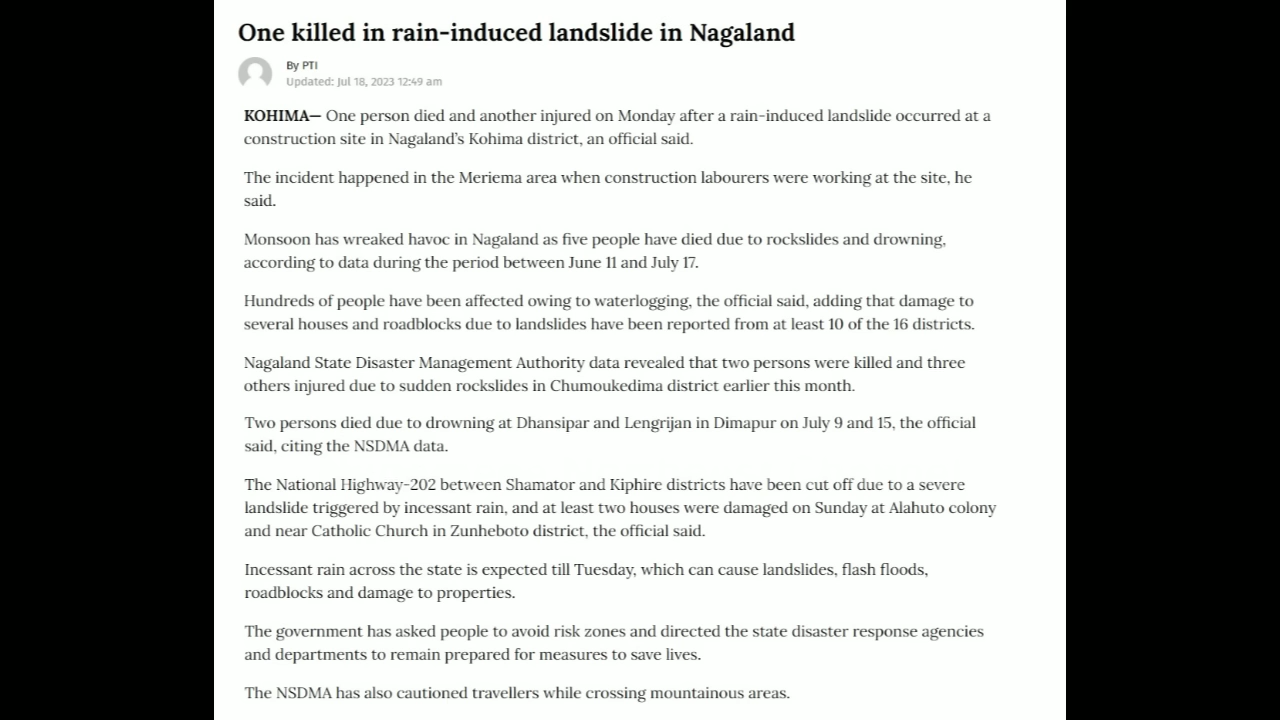 One killed in rain-induced landslide in Nagaland
By PTI
Updated: Jul 18, 2023 12:49 am
KOHIMA— One person died and another injured on Monday after a rain-induced landslide occurred at a
construction site in Nagaland's Kohima district, an official said.
The incident happened in the Meriema area when construction labourers were working at the site, he
said.
Monsoon has wreaked havoc in Nagaland as five people have died due to rockslides and drowning,
according to data during the period between June 11 and July 17.
Hundreds of people have been affected owing to waterlogging, the official said, adding that damage to
several houses and roadblocks due to landslides have been reported from at least 10 of the 16 districts.
Nagaland State Disaster Management Authority data revealed that two persons were killed and three
others injured due to sudden rockslides in Chumoukedima district earlier this month.
Two persons died due to drowning at Dhansipar and Lengrijan in Dimapur on July 9 and 15, the official
said, citing the NSDMA data.
The National Highway-202 between Shamator and Kiphire districts have been cut off due to a severe
landslide triggered by incessant rain, and at least two houses were damaged on Sunday at Alahuto colony
and near Catholic Church in Zunheboto district, the official said.
Incessant rain across the state is expected till Tuesday, which can cause landslides, flash floods,
roadblocks and damage to properties.
The government has asked people to avoid risk zones and directed the state disaster response agencies
and departments to remain prepared for measures to save lives.
The NSDMA has also cautioned travellers while crossing mountainous areas.